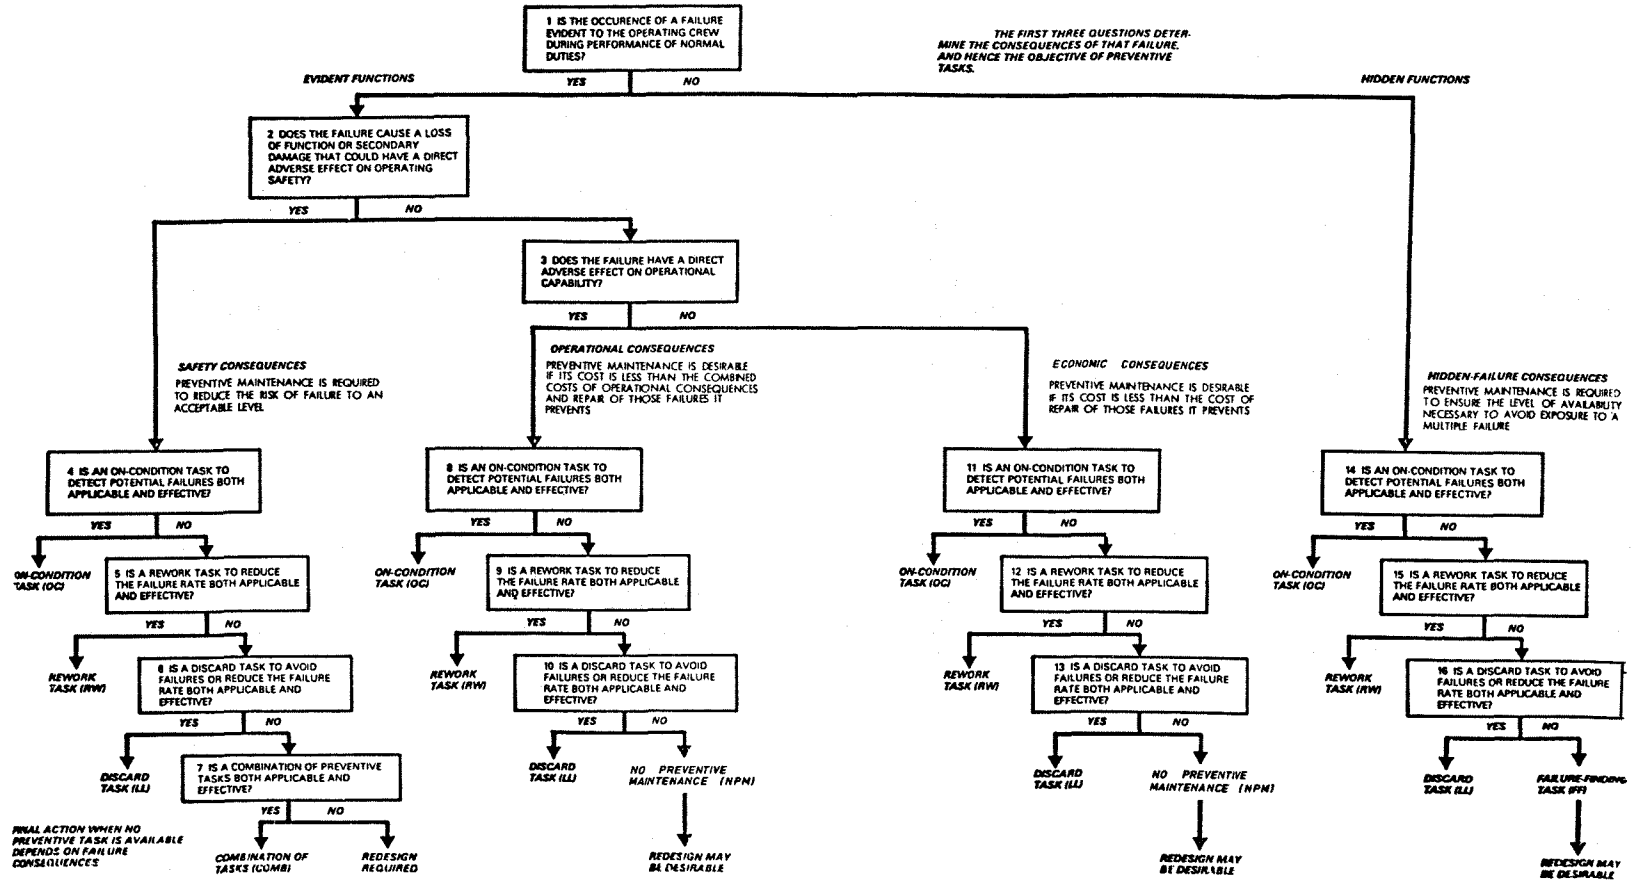 1 IS THE OCCURENCE OF A FAILURE
EVIDENT TO THE OPERATING CREW
DURING PERFORMANCE OF NORMAL
DUTIES?
THE FIRST THREE QUESTIONS DETER-
MINE THE CONSEQUENCES OF THAT FAILURE,
AND HENCE THE OBJECTIVE OF PREVENTIVE
TASKS.
EVIDENT FUNCTIONS
YES NO
HIDDEN FUNCTIONS
2 DOES THE FAILURE CAUSE A LOSS
OF FUNCTION OR SECONDARY
DAMAGE THAT COULD HAVE A DIRECT
ADVERSE EFFECT ON OPERATING
SAFETY?
YES NO
3 DOES THE FAILURE HAVE A DIRECT
ADVERSE EFFECT ON OPERATIONAL
CAPABILITY?
YES NO
SAFETY CONSEQUENCES
PREVENTIVE MAINTENANCE IS REQUIRED
TO REDUCE THE RISK OF FAILURE TO AN
ACCEPTABLE LEVEL
OPERATIONAL CONSEQUENCES
PREVENTIVE MAINTENANCE IS DESIRABLE
IF ITS COST IS LESS THAN THE COMBINED
COSTS OF OPERATIONAL CONSEQUENCES
AND REPAIR OF THOSE FAILURES IT
PREVENTS
ECONOMIC CONSEQUENCES
PREVENTIVE MAINTENANCE IS DESIRABLE
IF ITS COST IS LESS THAN THE COST OF
REPAIR OF THOSE FAILURES IT PREVENTS
HIDDEN-FAILURE CONSEQUENCES
PREVENTIVE MAINTENANCE IS REQUIRED
TO ENSURE THE LEVEL OF AVAILABILITY
NECESSARY TO AVOID EXPOSURE TO A
MULTIPLE FAILURE
4 IS AN ON-CONDITION TASK TO
DETECT POTENTIAL FAILURES BOTH
APPLICABLE AND EFFECTIVE?
YES NO
ON-CONDITION
TASK (OC)
5 IS A REWORK TASK TO REDUCE
THE FAILURE RATE BOTH APPLICABLE
AND EFFECTIVE?
YES NO
REWORK
TASK (RW)
6 IS A DISCARD TASK TO AVOID
FAILURES OR REDUCE THE FAILURE
RATE BOTH APPLICABLE AND
EFFECTIVE?
YES NO
DISCARD
TASK (LL)
7 IS A COMBINATION OF PREVENTIVE
TASKS BOTH APPLICABLE AND
EFFECTIVE?
YES NO
COMBINATION OF
TASKS (COMB)
REDESIGN
REQUIRED
FINAL ACTION WHEN NO
PREVENTIVE TASK IS AVAILABLE
DEPENDS ON FAILURE
CONSEQUENCES
8 IS AN ON-CONDITION TASK TO
DETECT POTENTIAL FAILURES BOTH
APPLICABLE AND EFFECTIVE?
YES NO
ON-CONDITION
TASK (OC)
9 IS A REWORK TASK TO REDUCE
THE FAILURE RATE BOTH APPLICABLE
AND EFFECTIVE?
YES NO
REWORK
TASK (RW)
10 IS A DISCARD TASK TO AVOID
FAILURES OR REDUCE THE FAILURE
RATE BOTH APPLICABLE AND
EFFECTIVE?
YES NO
DISCARD
TASK (LL)
NO PREVENTIVE
MAINTENANCE (NPM)
REDESIGN MAY
BE DESIRABLE
11 IS AN ON-CONDITION TASK TO
DETECT POTENTIAL FAILURES BOTH
APPLICABLE AND EFFECTIVE?
YES NO
ON-CONDITION
TASK (OC)
12 IS A REWORK TASK TO REDUCE
THE FAILURE RATE BOTH APPLICABLE
AND EFFECTIVE?
YES NO
REWORK
TASK (RW)
13 IS A DISCARD TASK TO AVOID
FAILURES OR REDUCE THE FAILURE
RATE BOTH APPLICABLE AND
EFFECTIVE?
YES NO
DISCARD
TASK (LL)
NO PREVENTIVE
MAINTENANCE (NPM)
REDESIGN MAY
BE DESIRABLE
14 IS AN ON-CONDITION TASK TO
DETECT POTENTIAL FAILURES BOTH
APPLICABLE AND EFFECTIVE?
YES NO
ON-CONDITION
TASK (OC)
15 IS A REWORK TASK TO REDUCE
THE FAILURE RATE BOTH APPLICABLE
AND EFFECTIVE?
YES NO
REWORK
TASK (RW)
16 IS A DISCARD TASK TO AVOID
FAILURES OR REDUCE THE FAILURE
RATE BOTH APPLICABLE AND
EFFECTIVE?
YES NO
DISCARD
TASK (LL)
FAILURE-FINDING
TASK (FF)
REDESIGN MAY
BE DESIRABLE